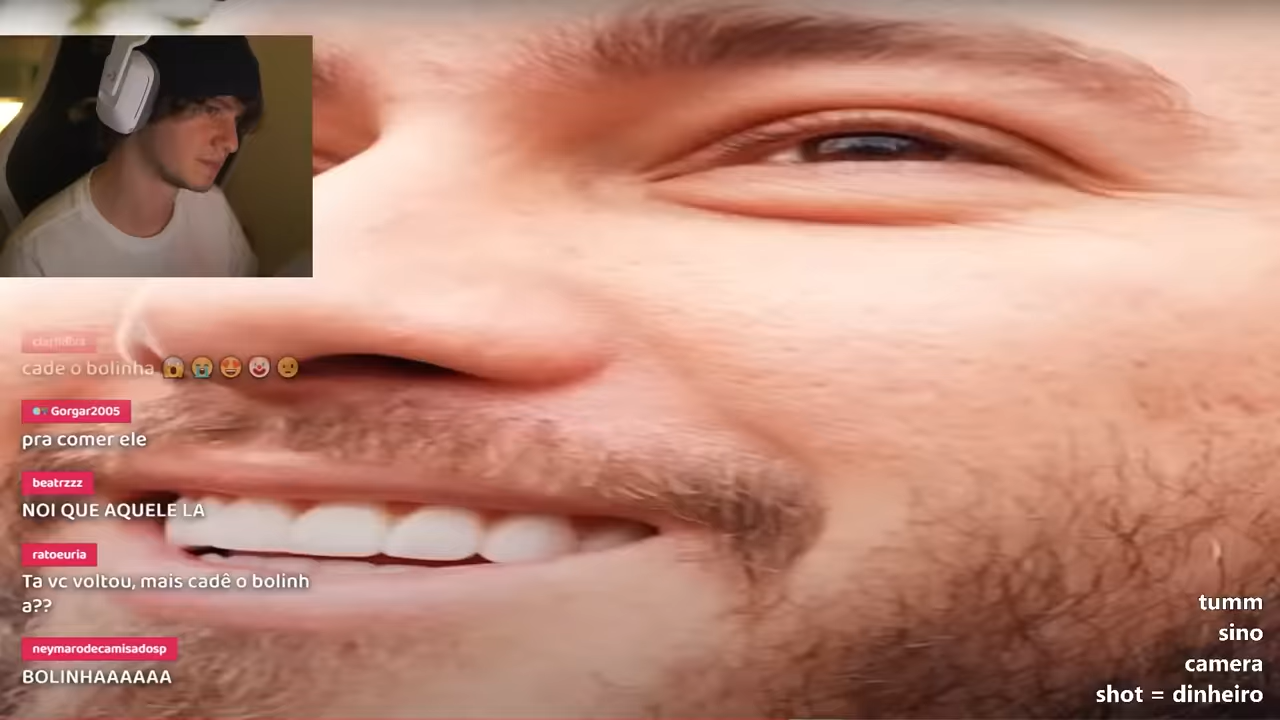 cade o bolinha 😱😭🤩🤡🫠
Gorgar2005
pra comer ele
beatrzzz
NOI QUE AQUELE LA
ratoeuria
Ta vc voltou, mais cadê o bolinh
a??
neymarodecamisadosp
BOLINHAAAAAA
tumm
sino
camera
shot = dinheiro